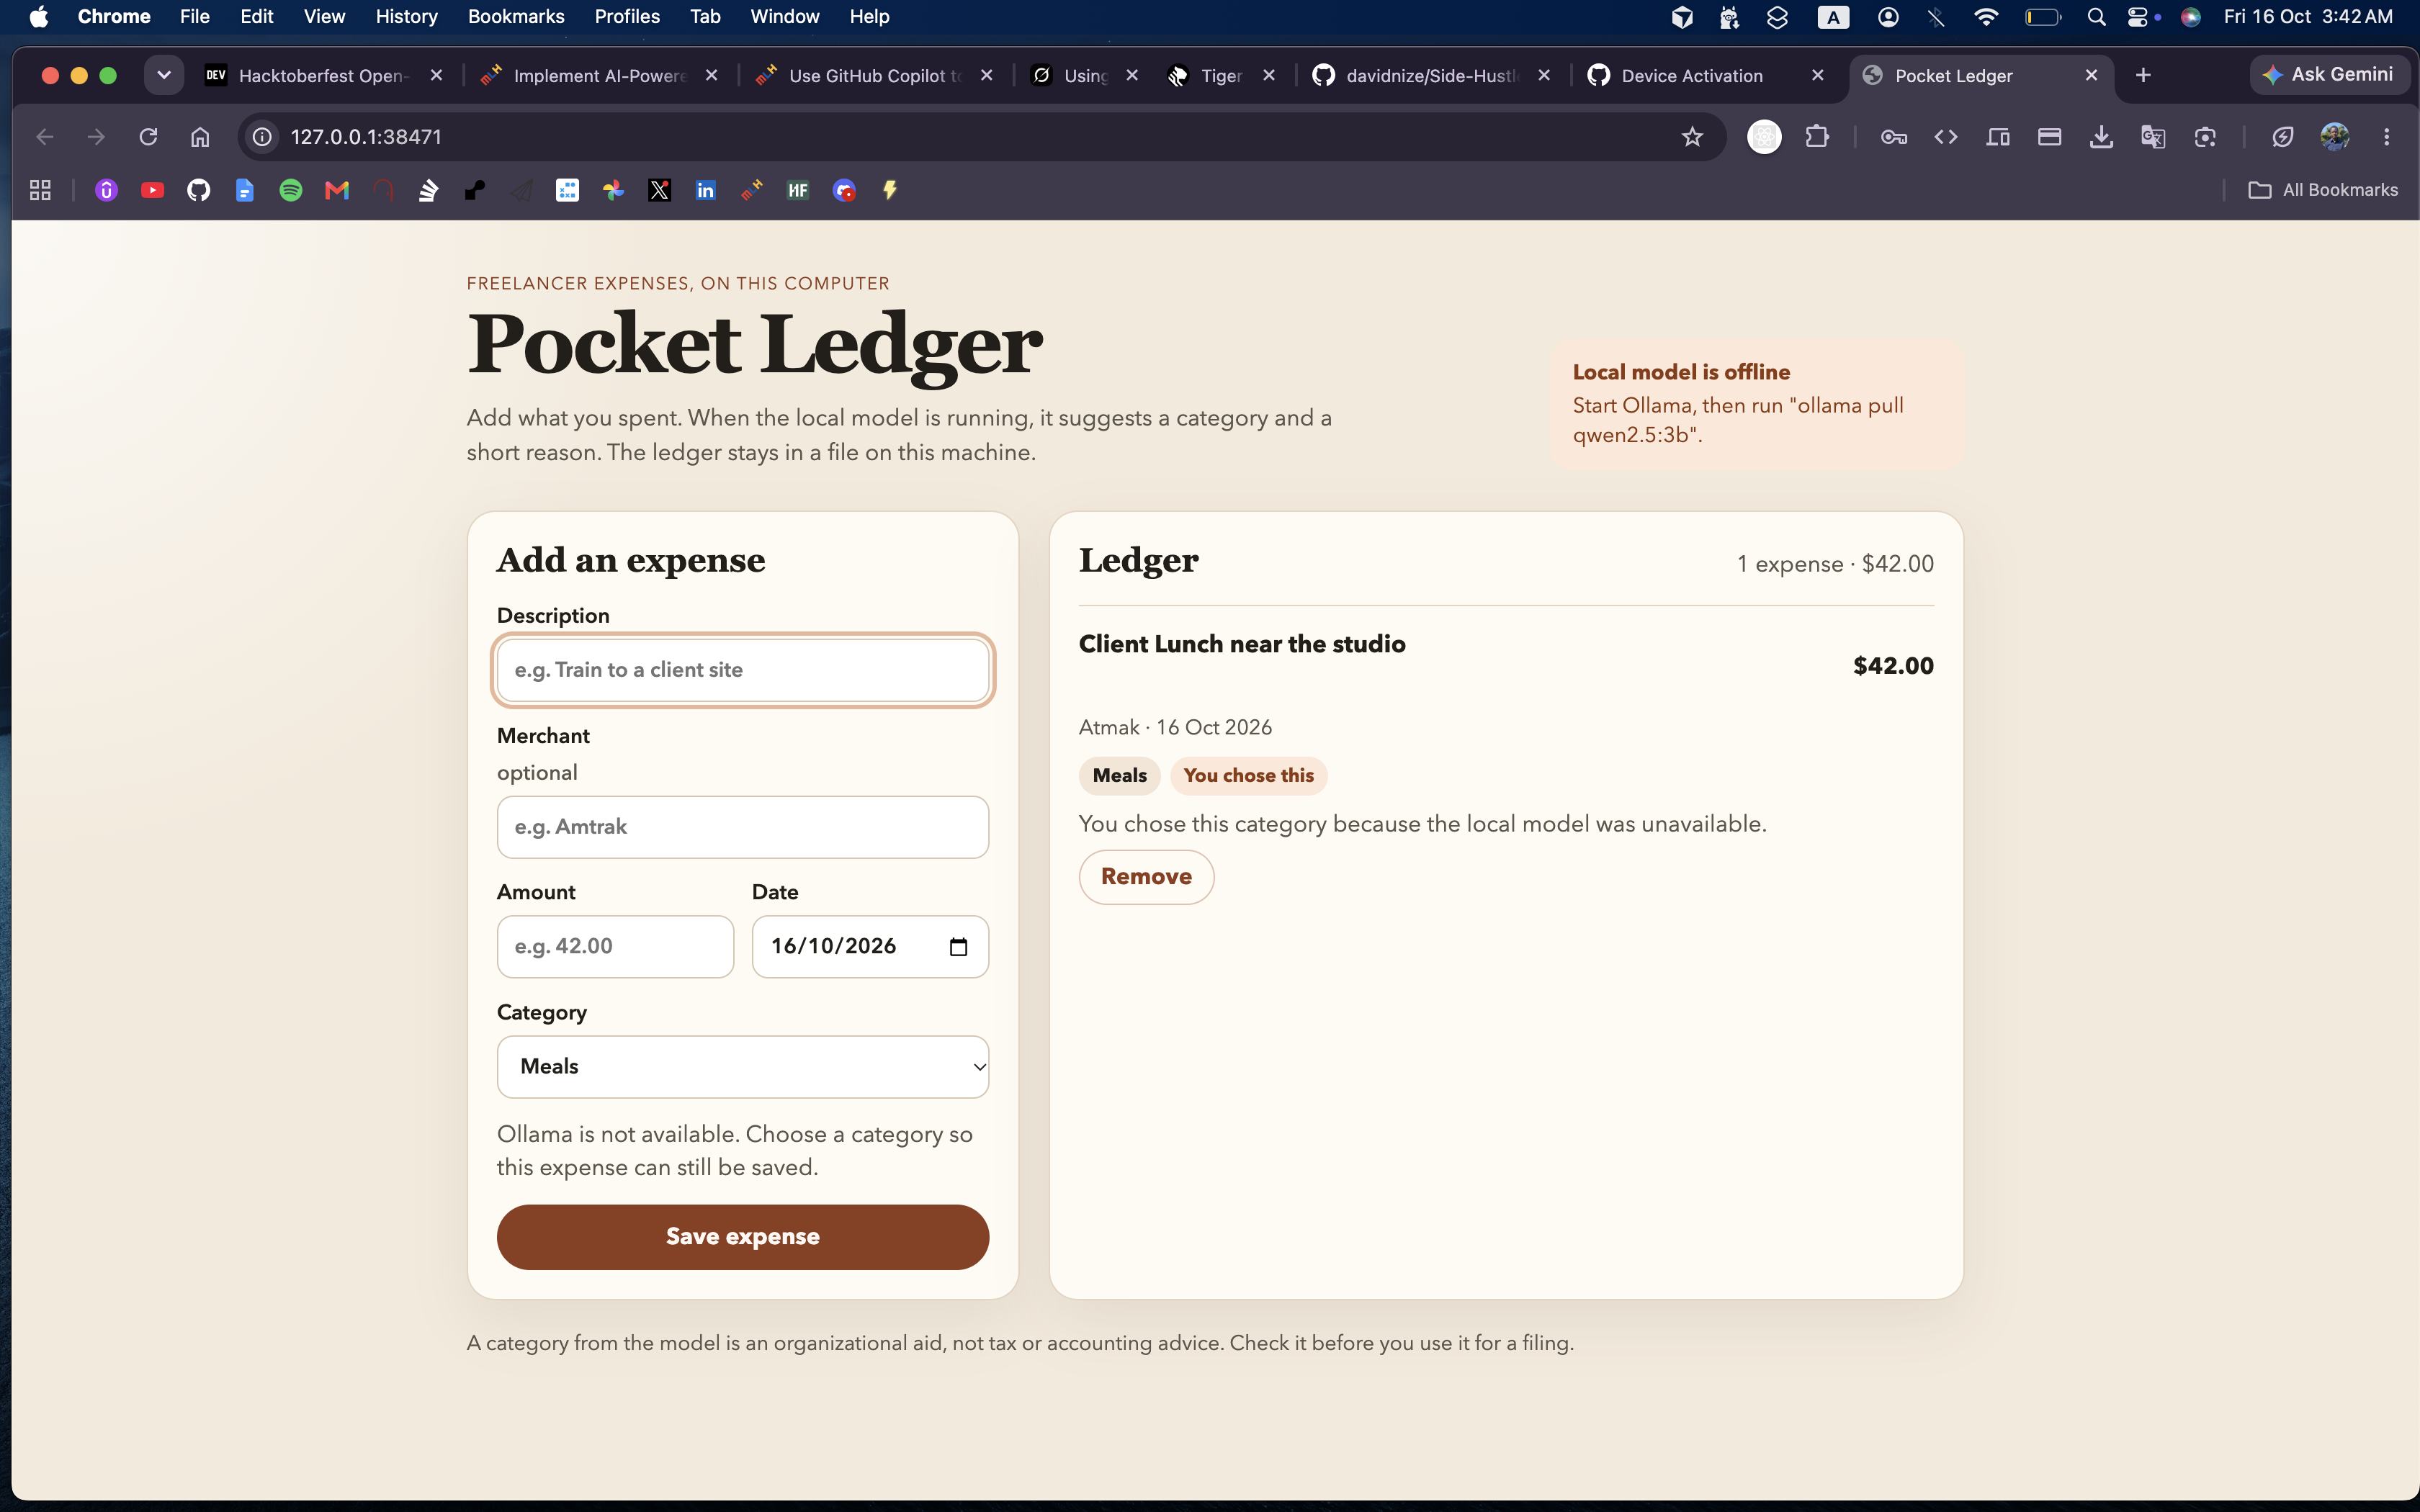 Chrome File Edit View History Bookmarks Profiles Tab Window Help A Fri 16 Oct 3:42 AM
DEV Hacktoberfest Open- Implement AI-Powere Use GitHub Copilot to Using Tiger davidnize/Side-Hustl Device Activation Pocket Ledger Ask Gemini
127.0.0.1:38471
All Bookmarks
FREELANCER EXPENSES, ON THIS COMPUTER
Pocket Ledger
Add what you spent. When the local model is running, it suggests a category and a
short reason. The ledger stays in a file on this machine.
Local model is offline
Start Ollama, then run "ollama pull
qwen2.5:3b".
Add an expense
Description
e.g. Train to a client site
Merchant
optional
e.g. Amtrak
Amount Date
e.g. 42.00 16/10/2026
Category
Meals
Ollama is not available. Choose a category so
this expense can still be saved.
Save expense
Ledger 1 expense · $42.00
Client Lunch near the studio
$42.00
Atmak · 16 Oct 2026
Meals You chose this
You chose this category because the local model was unavailable.
Remove
A category from the model is an organizational aid, not tax or accounting advice. Check it before you use it for a filing.